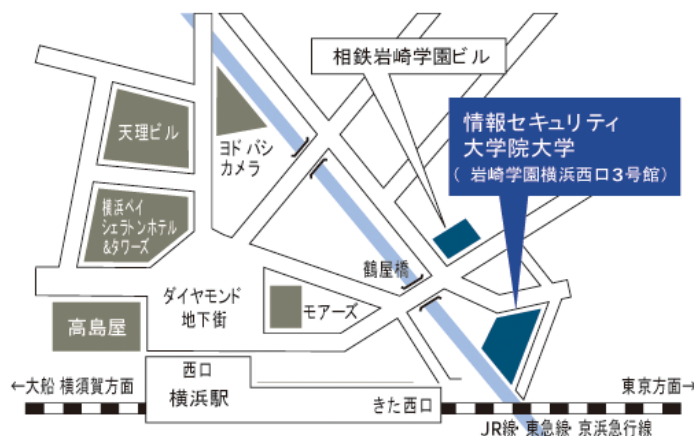 相鉄岩崎学園ビル
情報セキュリティ
大学院大学
( 岩崎学園横浜西口3号館)
天理ビル
ヨドバシ
カメラ
横浜ベイ
シェラトンホテル
&タワーズ
鶴屋橋
ダイヤモンド
地下街
モアーズ
高島屋
西口
横浜駅
きた西口
←大船 横須賀方面
東京方面→
JR線・東急線・京浜急行線